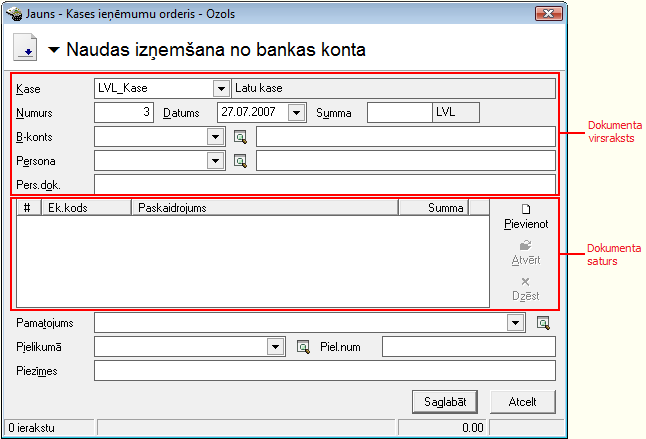 Jauns - Kases ieņēmumu orderis - Ozols
Naudas izņemšana no bankas konta
Kase LVL_Kase Latu kase
Numurs 3 Datums 27.07.2007 Summa LVL
B-konts
Persona
Pers.dok.
Dokumenta
virsraksts
# Ek.kods Paskaidrojums Summa
Pievienot
Atvērt
Dzēst
Dokumenta
saturs
Pamatojums
Pielikumā Piel.num
Piezīmes
Saglabāt Atcelt
0 ierakstu 0.00